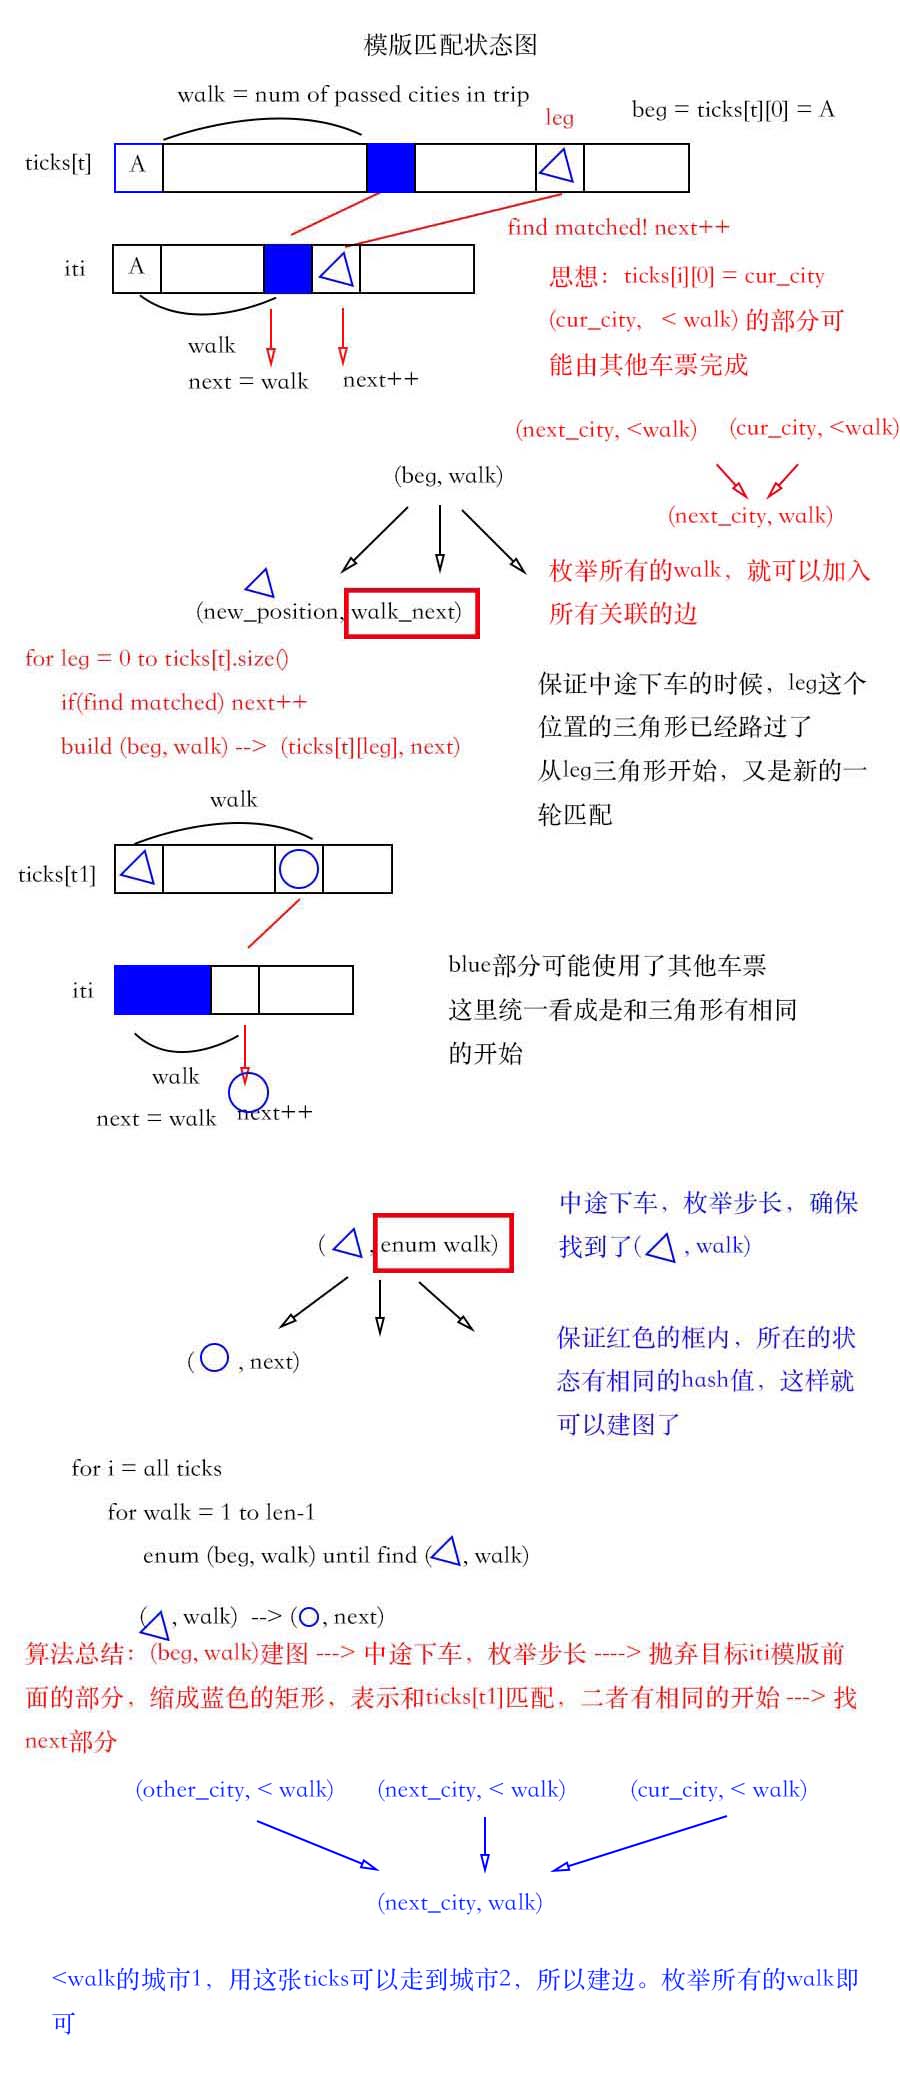 模版匹配状态图
walk = num of passed cities in trip
leg
beg = ticks[t][0] = A
ticks[t]
A
find matched! next++
iti
A
思想：ticks[i][0] = cur_city
(cur_city, < walk) 的部分可
能由其他车票完成
walk
next = walk
next++
(next_city, <walk)
(cur_city, <walk)
(beg, walk)
(next_city, walk)
枚举所有的walk，就可以加入
所有关联的边
(new_position, walk_next)
for leg = 0 to ticks[t].size()
if(find matched) next++
build (beg, walk) --> (ticks[t][leg], next)
保证中途下车的时候，leg这个
位置的三角形已经路过了
从leg三角形开始，又是新的一
轮匹配
walk
ticks[t1]
iti
blue部分可能使用了其他车票
这里统一看成是和三角形有相同
的开始
walk
next = walk
next++
中途下车，枚举步长，确保
找到了( , walk)
( , enum walk)
( , next)
保证红色的框内，所在的状
态有相同的hash值，这样就
可以建图了
for i = all ticks
for walk = 1 to len-1
enum (beg, walk) until find ( , walk)
( , walk) --> ( , next)
算法总结：(beg, walk)建图 ---> 中途下车，枚举步长 ----> 抛弃目标iti模版前
面的部分，缩成蓝色的矩形，表示和ticks[t1]匹配，二者有相同的开始 ---> 找
next部分
(other_city, < walk)
(next_city, < walk)
(cur_city, < walk)
(next_city, walk)
<walk的城市1，用这张ticks可以走到城市2，所以建边。枚举所有的walk即
可